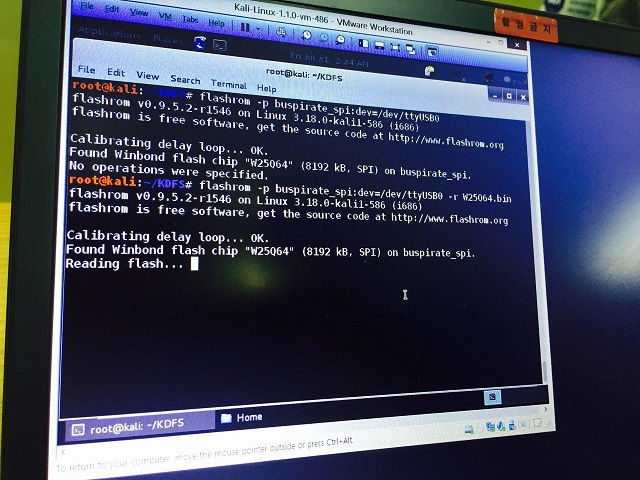 Kali-Linux-1.1.0-vm-486 - VMware Workstation
File Edit View VM Tabs Help
촬영금지
Applications Places
Fri Jul 31, 2:34 AM
root@kali: ~/KDFS
File Edit View Search Terminal Help
root@kali:~/KDFS# flashrom -p buspirate_spi:dev=/dev/ttyUSB0
flashrom v0.9.5.2-r1546 on Linux 3.18.0-kali1-586 (i686)
flashrom is free software, get the source code at http://www.flashrom.org
Calibrating delay loop... OK.
Found Winbond flash chip "W25Q64" (8192 kB, SPI) on buspirate_spi.
No operations were specified.
root@kali:~/KDFS# flashrom -p buspirate_spi:dev=/dev/ttyUSB0 -r W25Q64.bin
flashrom v0.9.5.2-r1546 on Linux 3.18.0-kali1-586 (i686)
flashrom is free software, get the source code at http://www.flashrom.org
Calibrating delay loop... OK.
Found Winbond flash chip "W25Q64" (8192 kB, SPI) on buspirate_spi.
Reading flash...
root@kali: ~/KDFS
Home
To return to your computer, move the mouse pointer outside or press Ctrl+Alt.